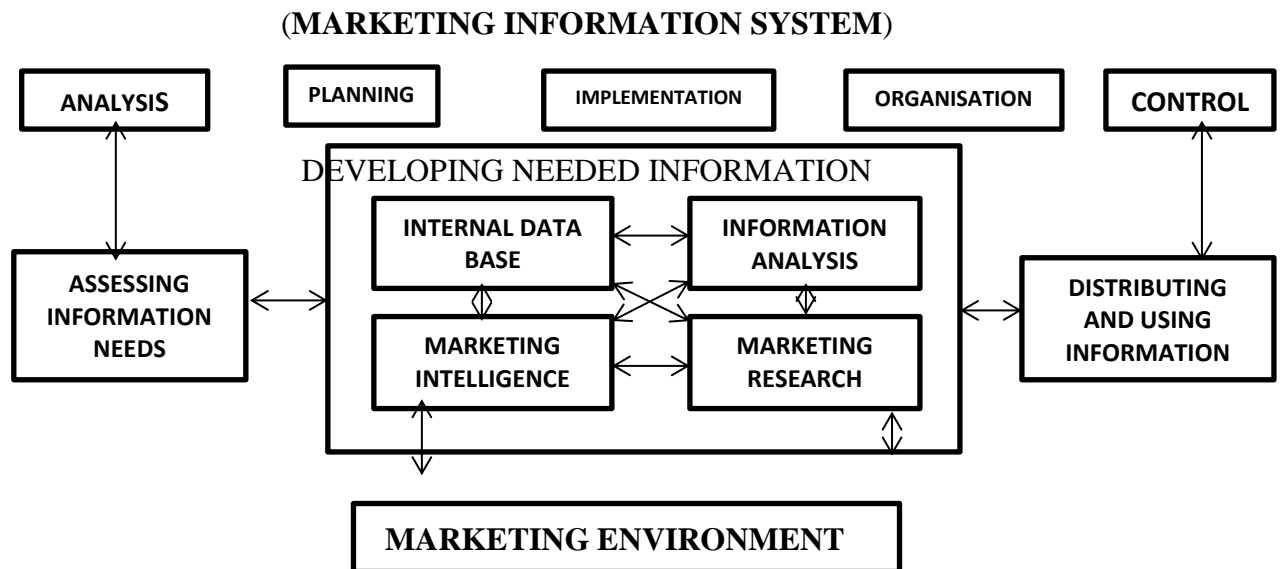 (MARKETING INFORMATION SYSTEM)
ANALYSIS
PLANNING
IMPLEMENTATION
ORGANISATION
CONTROL
DEVELOPING NEEDED INFORMATION
INTERNAL DATA
BASE
INFORMATION
ANALYSIS
ASSESSING
INFORMATION
NEEDS
MARKETING
INTELLIGENCE
MARKETING
RESEARCH
DISTRIBUTING
AND USING
INFORMATION
MARKETING ENVIRONMENT